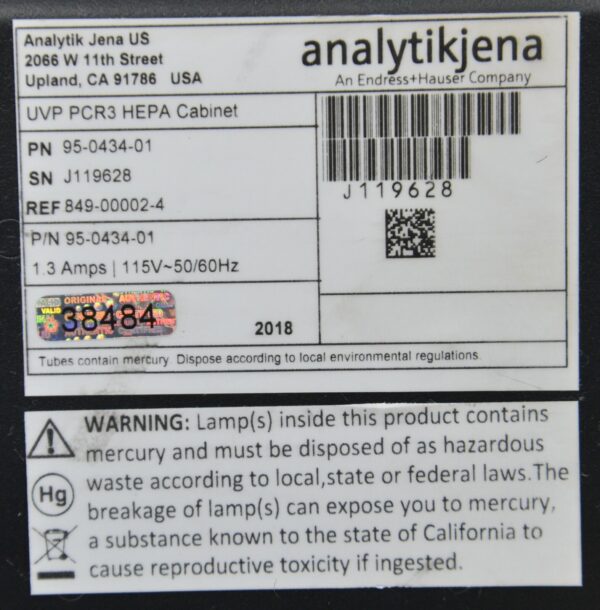 Analytik Jena US
2066 W 11th Street
Upland, CA 91786 USA
analytikjena
An Endress+Hauser Company
UVP PCR3 HEPA Cabinet
PN 95-0434-01
SN J119628
REF 849-00002-4
J119628
P/N 95-0434-01
1.3 Amps | 115V~50/60Hz
ORIGINAL
VALID
38484
2018
Tubes contain mercury. Dispose according to local environmental regulations.
WARNING: Lamp(s) inside this product contains
mercury and must be disposed of as hazardous
waste according to local,state or federal laws.The
breakage of lamp(s) can expose you to mercury,
a substance known to the state of California to
cause reproductive toxicity if ingested.
Hg